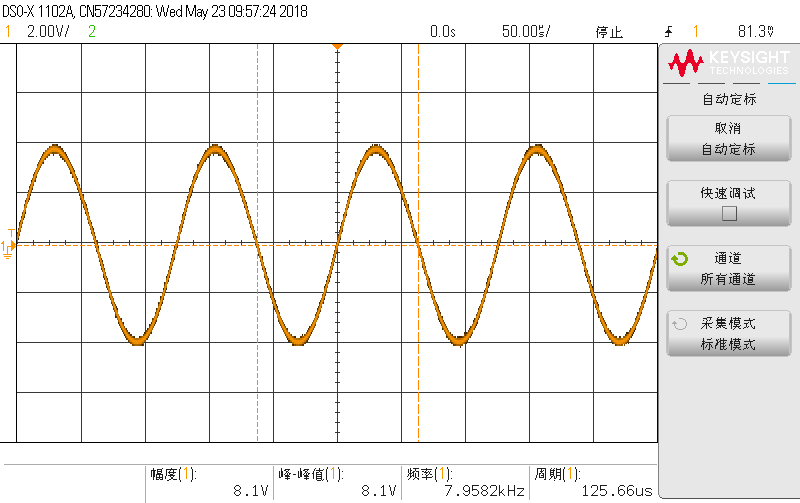 DSO-X 1102A, CN57234280: Wed May 23 09:57:24 2018
1 2.00V/ 2 0.0s 50.00us/ 停止 1 81.3mV
KEYSIGHT
TECHNOLOGIES
自动定标
取消
自动定标
快速调试
T
1
通道
所有通道
采集模式
标准模式
幅度(1): 峰-峰值(1): 频率(1): 周期(1):
8.1V 8.1V 7.9582kHz 125.66us